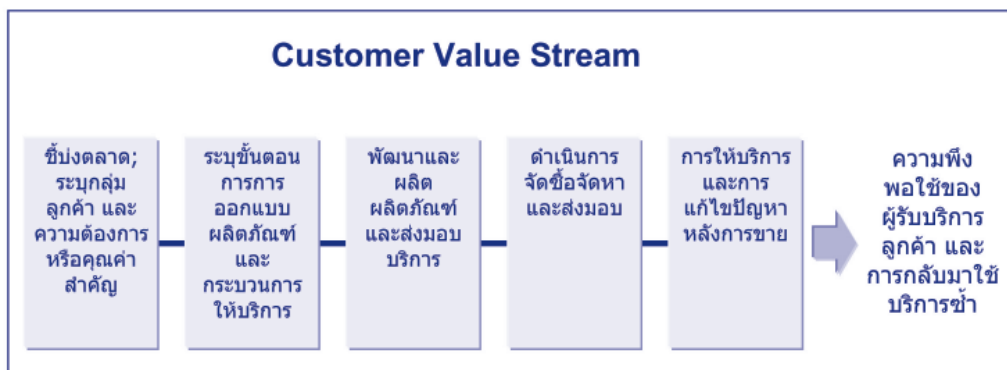 Customer Value Stream
ชี้บ่งตลาด;
ระบุกลุ่ม
ลูกค้า และ
ความต้องการ
หรือคุณค่า
สำคัญ
ระบุขั้นตอน
การการ
ออกแบบ
ผลิตภัณฑ์
และ
กระบวนการ
ให้บริการ
พัฒนาและ
ผลิต
ผลิตภัณฑ์
และส่งมอบ
บริการ
ดำเนินการ
จัดซื้อจัดหา
และส่งมอบ
การให้บริการ
และการ
แก้ไขปัญหา
หลังการขาย
ความพึง
พอใช้ของ
ผู้รับบริการ
ลูกค้า และ
การกลับมาใช้
บริการซ้ำ